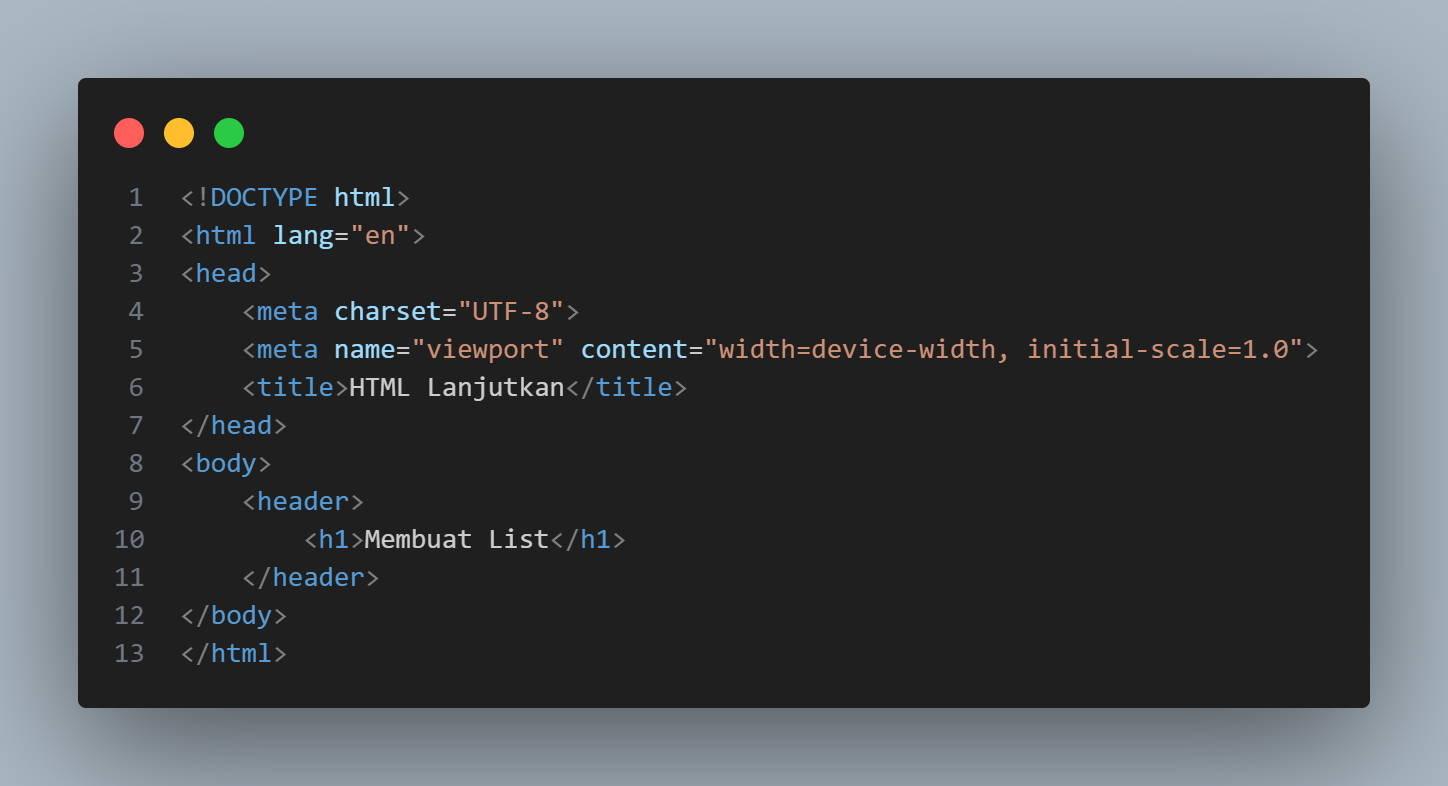 1 <!DOCTYPE html>
2 <html lang="en">
3 <head>
4     <meta charset="UTF-8">
5     <meta name="viewport" content="width=device-width, initial-scale=1.0">
6     <title>HTML Lanjutkan</title>
7 </head>
8 <body>
9     <header>
10         <h1>Membuat List</h1>
11     </header>
12 </body>
13 </html>